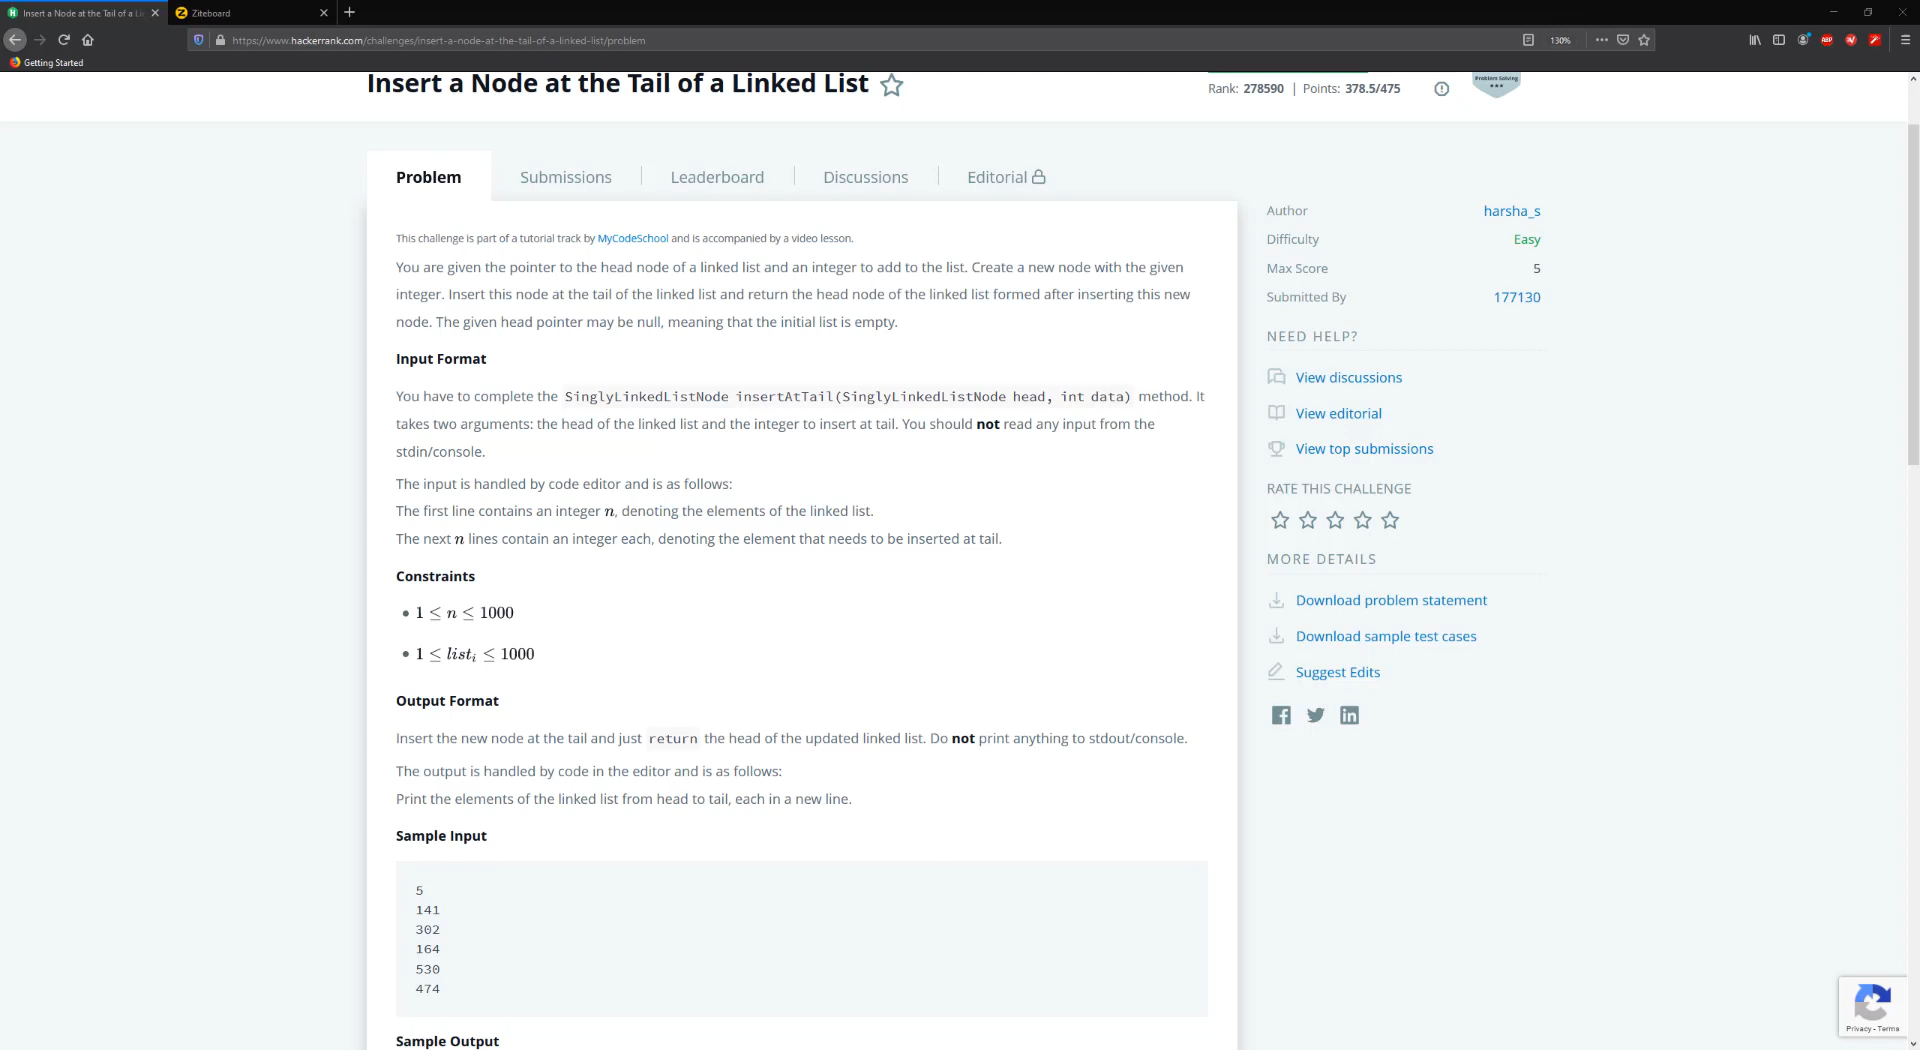 Insert a Node at the Tail of a Li
Ziteboard
https://www.hackerrank.com/challenges/insert-a-node-at-the-tail-of-a-linked-list/problem
130%
Getting Started
Insert a Node at the Tail of a Linked List
Rank: 278590 | Points: 378.5/475
Problem Solving
Problem
Submissions
Leaderboard
Discussions
Editorial
This challenge is part of a tutorial track by MyCodeSchool and is accompanied by a video lesson.
You are given the pointer to the head node of a linked list and an integer to add to the list. Create a new node with the given
integer. Insert this node at the tail of the linked list and return the head node of the linked list formed after inserting this new
node. The given head pointer may be null, meaning that the initial list is empty.
Input Format
You have to complete the SinglyLinkedListNode insertAtTail(SinglyLinkedListNode head, int data) method. It
takes two arguments: the head of the linked list and the integer to insert at tail. You should not read any input from the
stdin/console.
The input is handled by code editor and is as follows:
The first line contains an integer n, denoting the elements of the linked list.
The next n lines contain an integer each, denoting the element that needs to be inserted at tail.
Constraints
• 1 ≤ n ≤ 1000
• 1 ≤ listᵢ ≤ 1000
Output Format
Insert the new node at the tail and just return the head of the updated linked list. Do not print anything to stdout/console.
The output is handled by code in the editor and is as follows:
Print the elements of the linked list from head to tail, each in a new line.
Sample Input
5
141
302
164
530
474
Sample Output
Author harsha_s
Difficulty Easy
Max Score 5
Submitted By 177130
NEED HELP?
View discussions
View editorial
View top submissions
RATE THIS CHALLENGE
MORE DETAILS
Download problem statement
Download sample test cases
Suggest Edits
Privacy - Terms